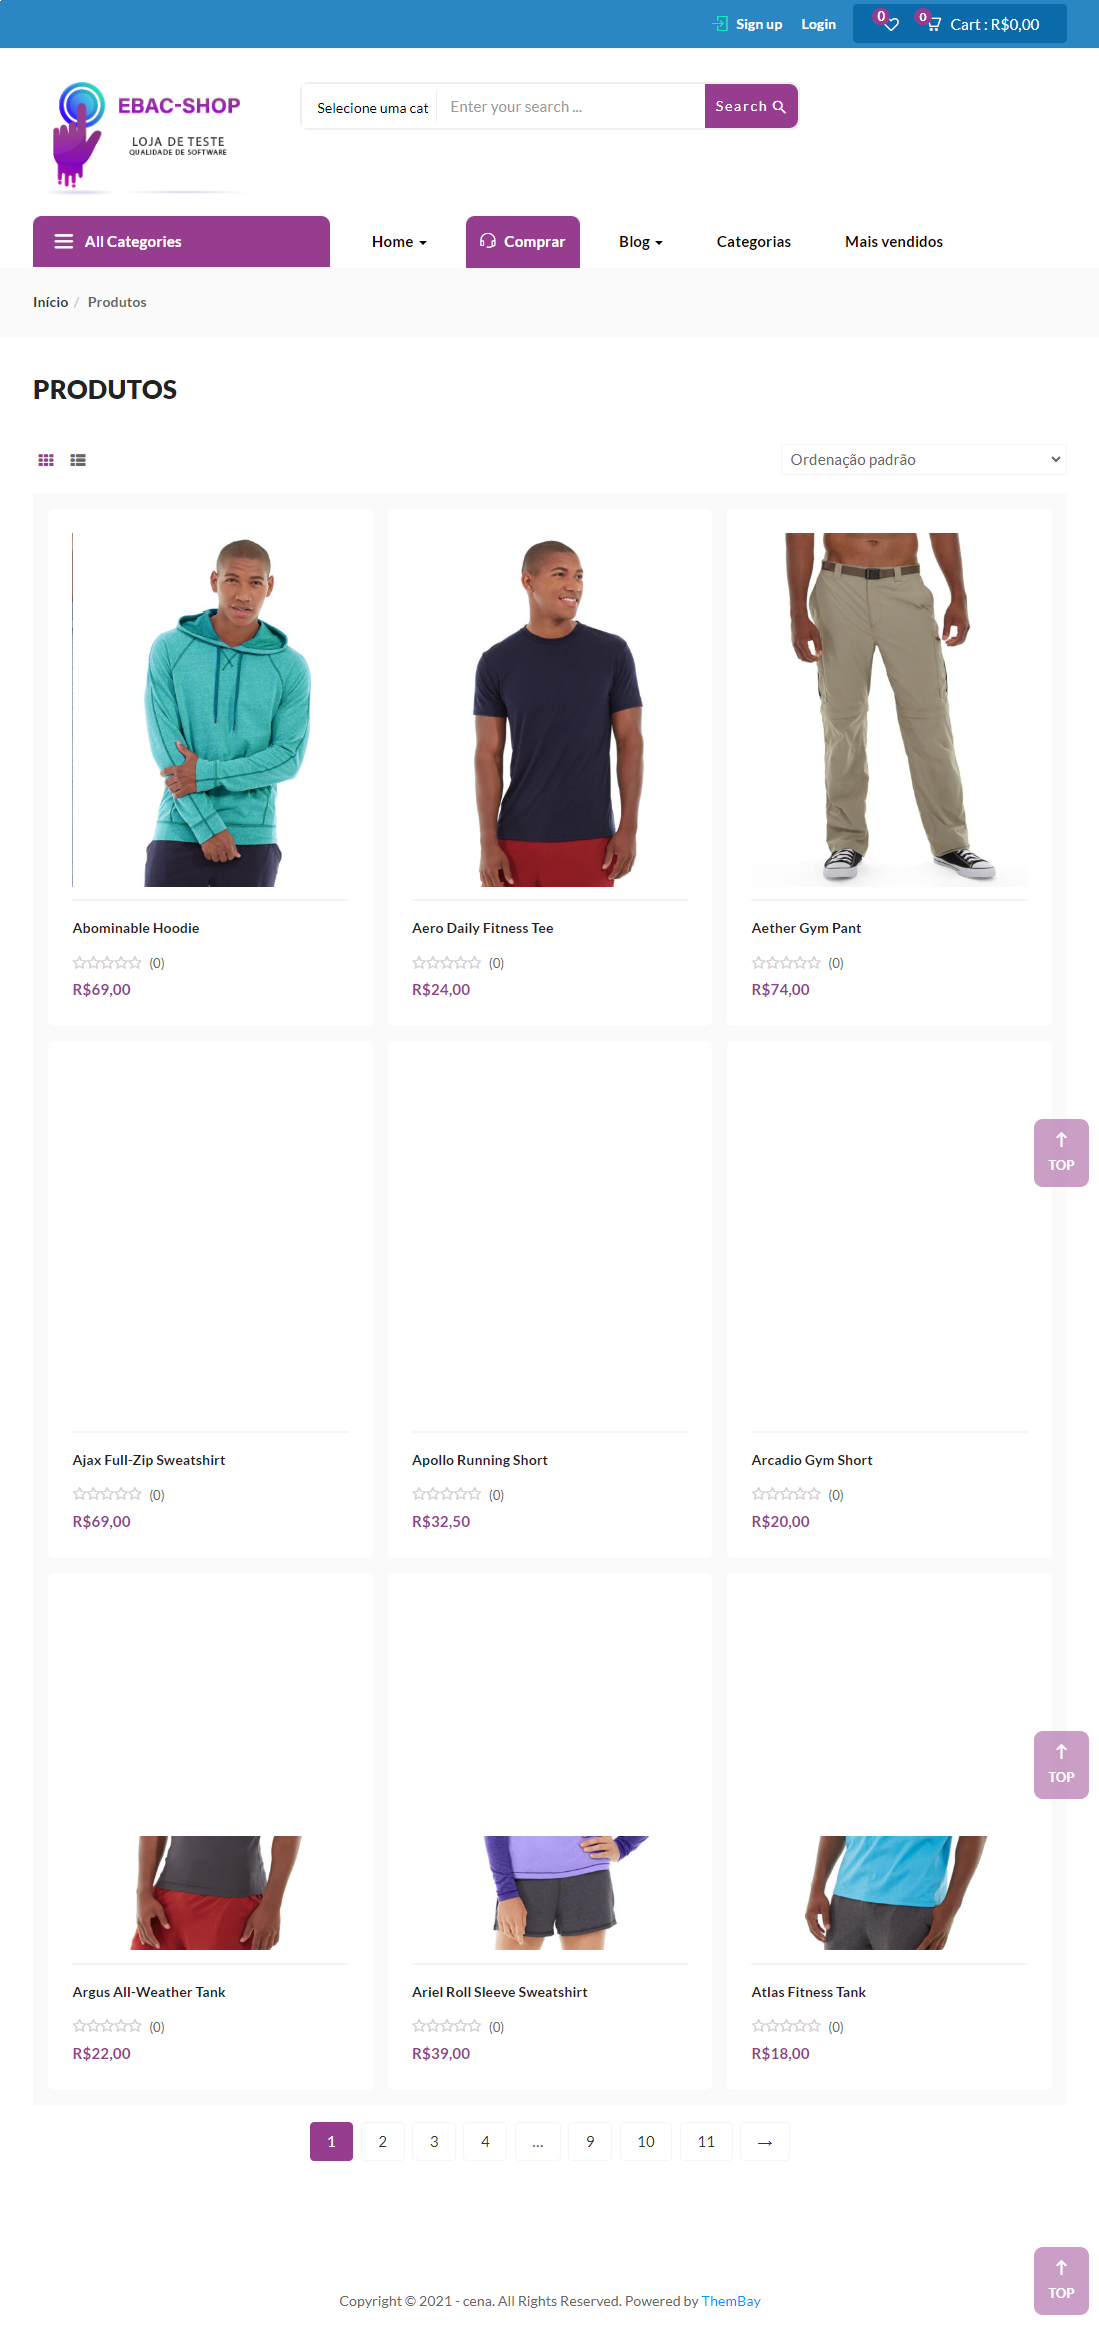 Sign up Login 0 0 Cart : R$0,00
EBAC-SHOP
LOJA DE TESTE
QUALIDADE DE SOFTWARE
Selecione uma cat Enter your search ... Search
All Categories Home Comprar Blog Categorias Mais vendidos
Início / Produtos
PRODUTOS
Ordenação padrão
Abominable Hoodie Aero Daily Fitness Tee Aether Gym Pant
(0) (0) (0)
R$69,00 R$24,00 R$74,00
TOP
Ajax Full-Zip Sweatshirt Apollo Running Short Arcadio Gym Short
(0) (0) (0)
R$69,00 R$32,50 R$20,00
TOP
Argus All-Weather Tank Ariel Roll Sleeve Sweatshirt Atlas Fitness Tank
(0) (0) (0)
R$22,00 R$39,00 R$18,00
1 2 3 4 ... 9 10 11 →
TOP
Copyright © 2021 - cena. All Rights Reserved. Powered by ThemBay